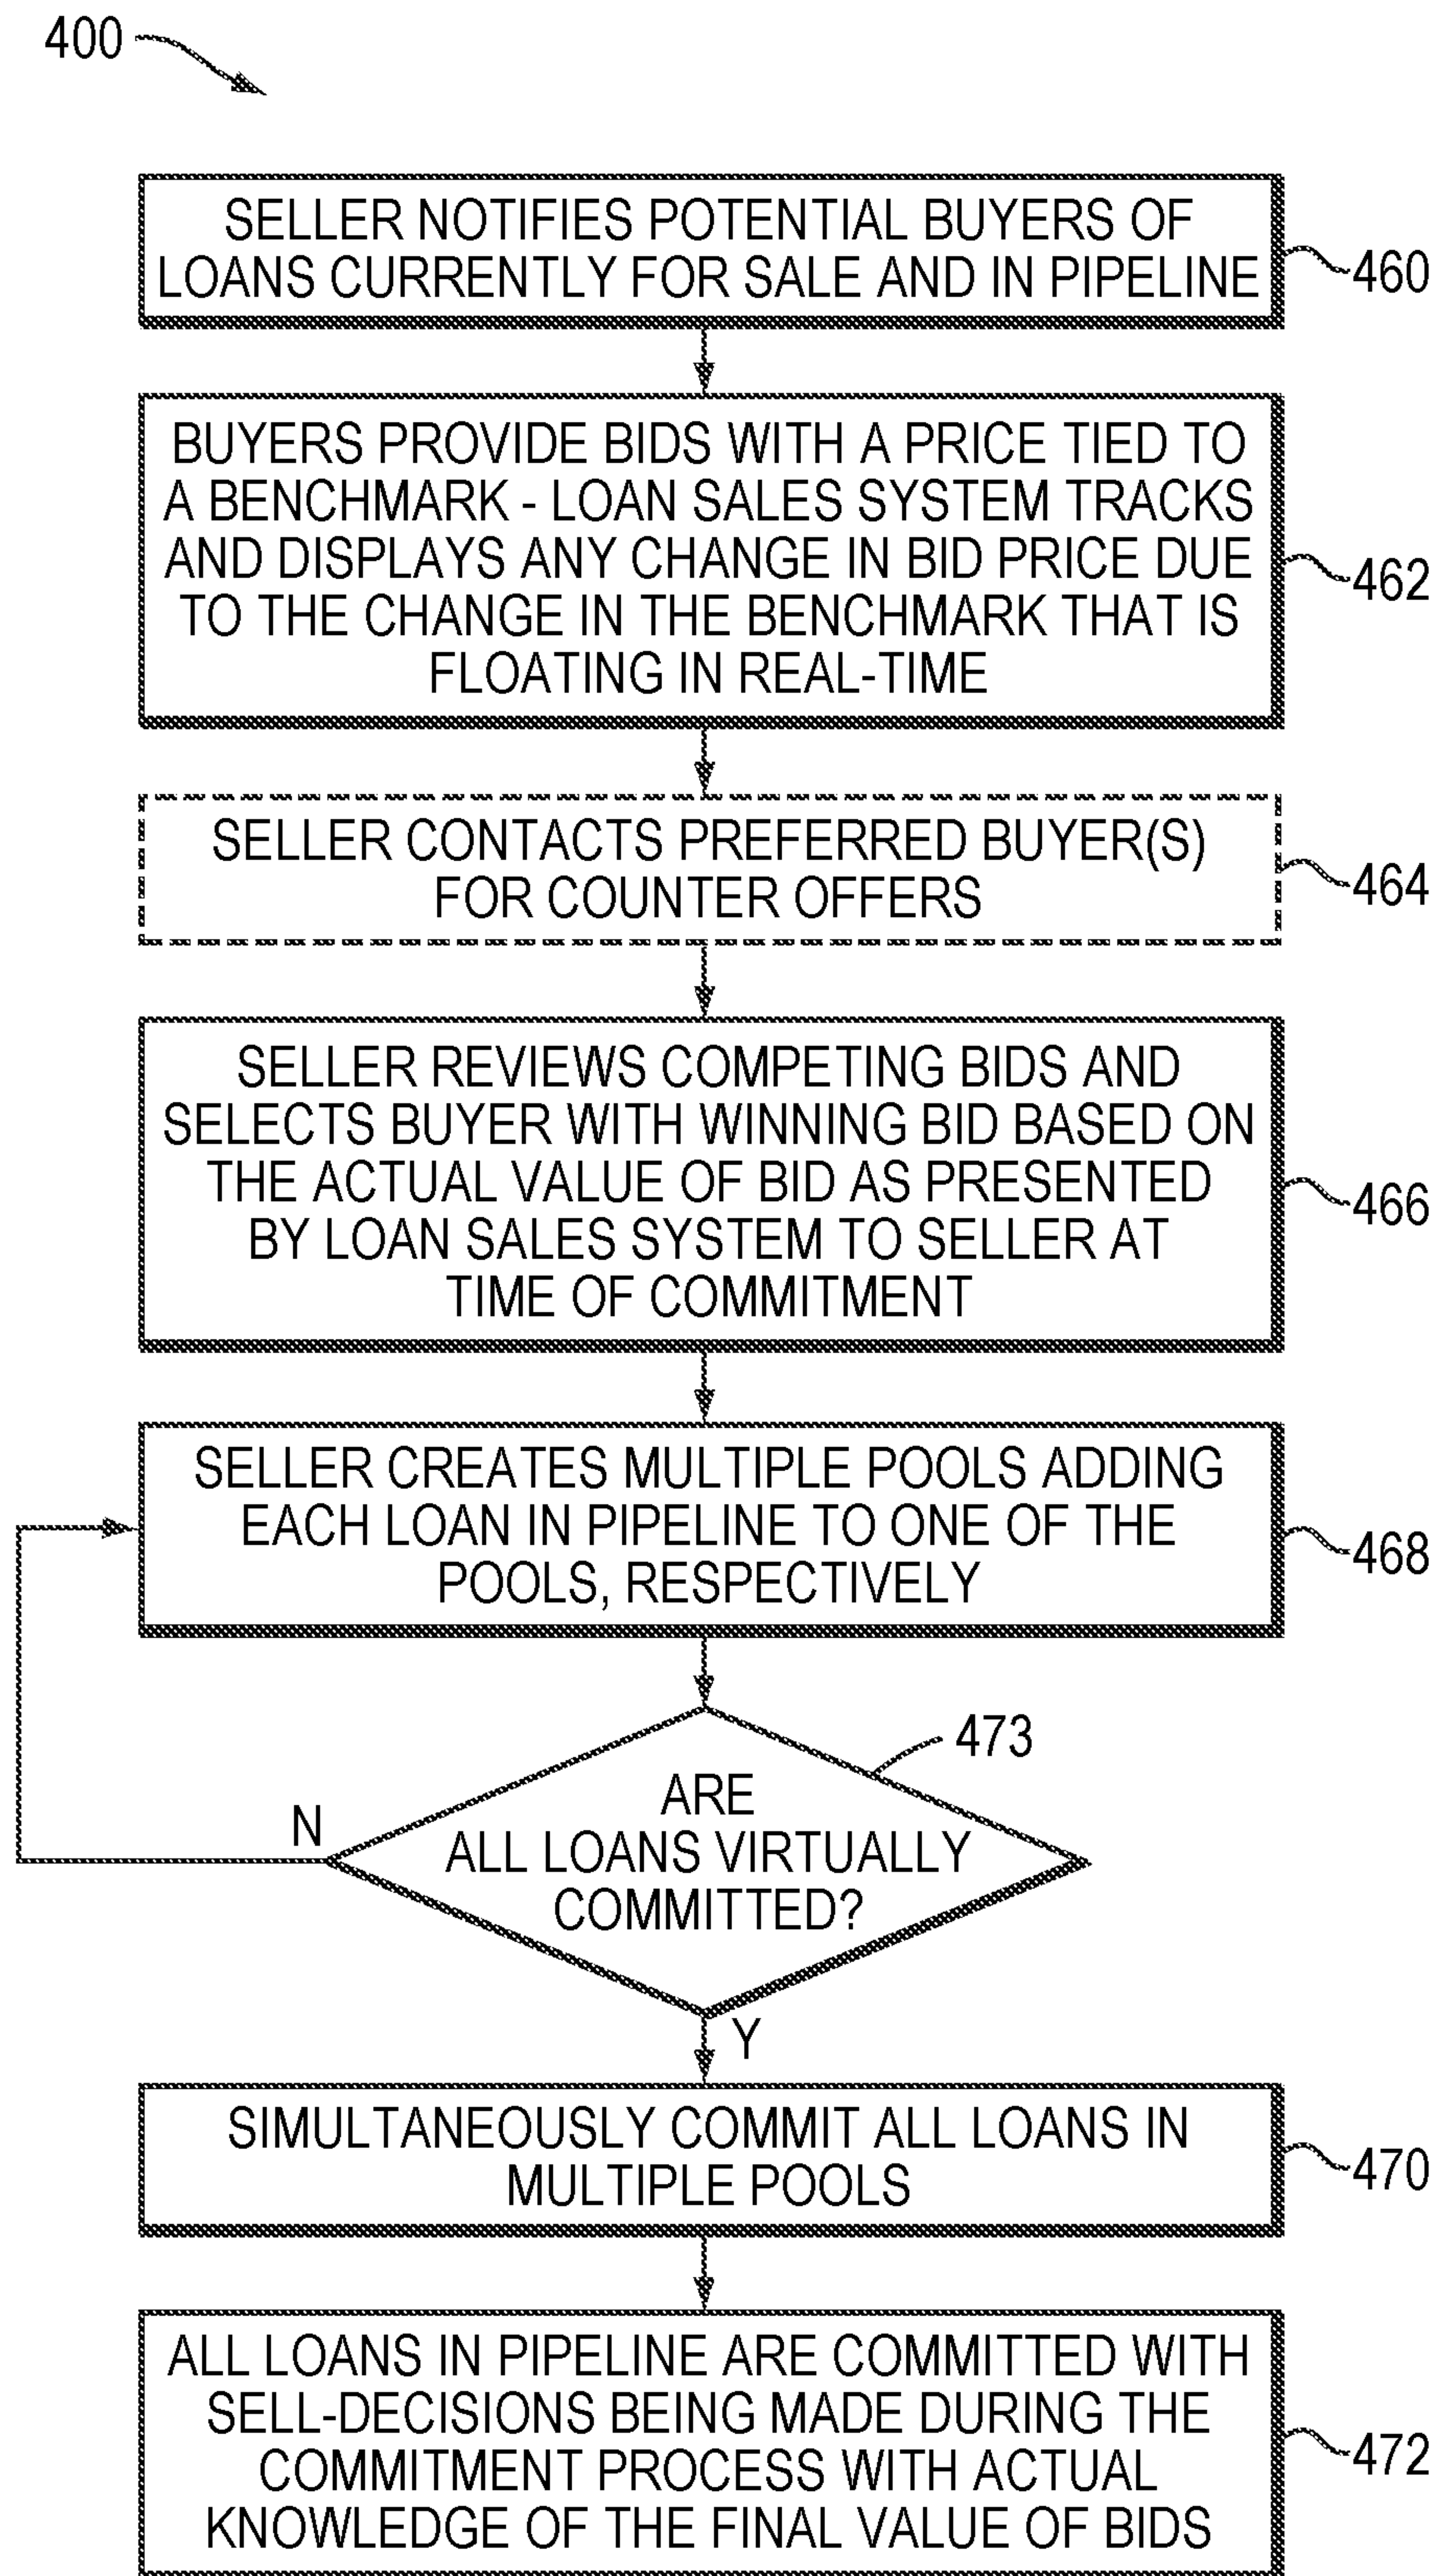 400
SELLER NOTIFIES POTENTIAL BUYERS OF
LOANS CURRENTLY FOR SALE AND IN PIPELINE
460
BUYERS PROVIDE BIDS WITH A PRICE TIED TO
A BENCHMARK - LOAN SALES SYSTEM TRACKS
AND DISPLAYS ANY CHANGE IN BID PRICE DUE
TO THE CHANGE IN THE BENCHMARK THAT IS
FLOATING IN REAL-TIME
462
SELLER CONTACTS PREFERRED BUYER(S)
FOR COUNTER OFFERS
464
SELLER REVIEWS COMPETING BIDS AND
SELECTS BUYER WITH WINNING BID BASED ON
THE ACTUAL VALUE OF BID AS PRESENTED
BY LOAN SALES SYSTEM TO SELLER AT
TIME OF COMMITMENT
466
SELLER CREATES MULTIPLE POOLS ADDING
EACH LOAN IN PIPELINE TO ONE OF THE
POOLS, RESPECTIVELY
468
473
ARE
ALL LOANS VIRTUALLY
COMMITTED?
N
Y
SIMULTANEOUSLY COMMIT ALL LOANS IN
MULTIPLE POOLS
470
ALL LOANS IN PIPELINE ARE COMMITTED WITH
SELL-DECISIONS BEING MADE DURING THE
COMMITMENT PROCESS WITH ACTUAL
KNOWLEDGE OF THE FINAL VALUE OF BIDS
472